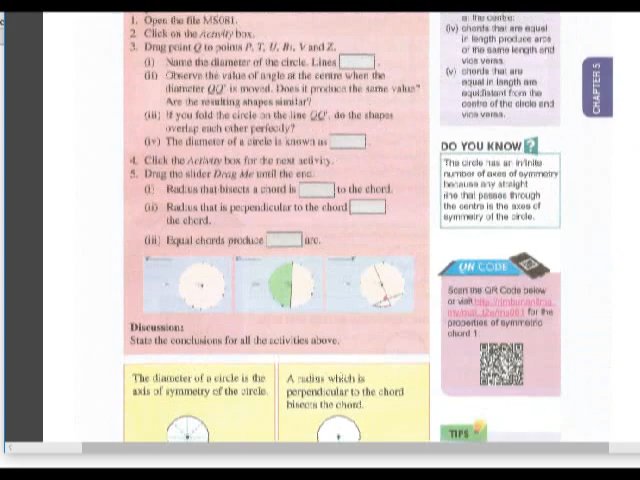 1. Open the file MS081.
2. Click on the Activity box.
3. Drag point Q to points P, T, U, R, V and Z.
(i) Name the diameter of the circle. Lines
(ii) Observe the value of angle at the centre when the
diameter QQ' is moved. Does it produce the same value?
Are the resulting shapes similar?
(iii) If you fold the circle on the line QQ', do the shapes
overlap each other perfectly?
(iv) The diameter of a circle is known as
4. Click the Activity box for the next activity.
5. Drag the slider Drag Me until the end.
(i) Radius that bisects a chord is to the chord.
(ii) Radius that is perpendicular to the chord
the chord.
(iii) Equal chords produce arc.
Discussion:
State the conclusions for all the activities above.
The diameter of a circle is the
axis of symmetry of the circle.
A radius which is
perpendicular to the chord
bisects the chord.
at the centre.
(iv) chords that are equal
in length produce arcs
of the same length and
vice versa.
(v) chords that are
equal in length are
equidistant from the
centre of the circle and
vice versa.
CHAPTER 5
DO YOU KNOW ?
The circle has an infinite
number of axes of symmetry
because any straight
line that passes through
the centre is the axes of
symmetry of the circle.
QR CODE
Scan the QR Code below
or visit
for the
properties of symmetric
chord 1.
TIPS